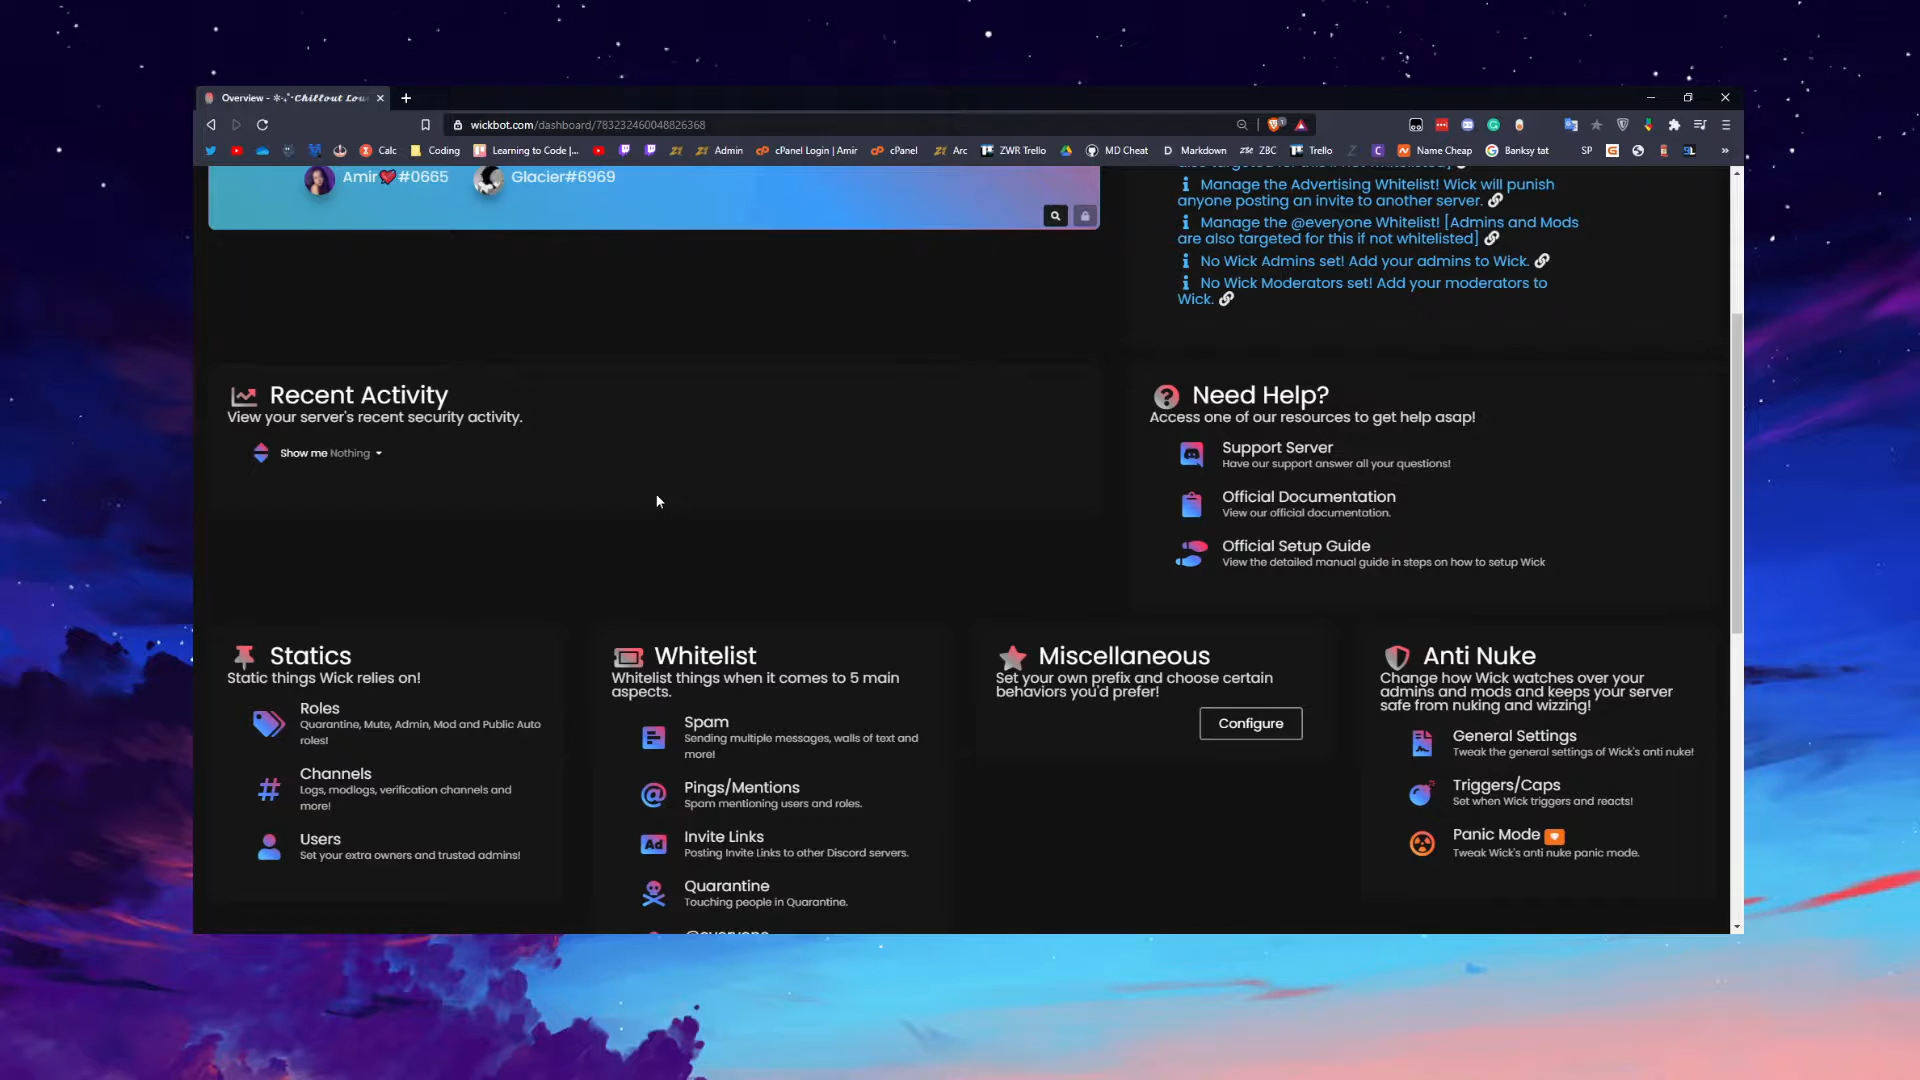 Overview - ✻·˖°·𝓒𝓱𝓲𝓵𝓵𝓸𝓾𝓽 𝓛𝓸𝓾
wickbot.com/dashboard/783232460048826368
Calc
Coding
Learning to Code |...
Admin
cPanel Login | Amir
cPanel
Arc
ZWR Trello
MD Cheat
D Markdown
ZBC
Trello
Name Cheap
Banksy tat
SP
Amir❤️#0665
Glacier#6969
Manage the Advertising Whitelist! Wick will punish
anyone posting an invite to another server.
Manage the @everyone Whitelist! [Admins and Mods
are also targeted for this if not whitelisted]
No Wick Admins set! Add your admins to Wick.
No Wick Moderators set! Add your moderators to
Wick.
Recent Activity
View your server's recent security activity.
Show me Nothing
Need Help?
Access one of our resources to get help asap!
Support Server
Have our support answer all your questions!
Official Documentation
View our official documentation.
Official Setup Guide
View the detailed manual guide in steps on how to setup Wick
Statics
Static things Wick relies on!
Roles
Quarantine, Mute, Admin, Mod and Public Auto
roles!
Channels
Logs, modlogs, verification channels and
more!
Users
Set your extra owners and trusted admins!
Whitelist
Whitelist things when it comes to 5 main
aspects.
Spam
Sending multiple messages, walls of text and
more!
Pings/Mentions
Spam mentioning users and roles.
Ad
Invite Links
Posting Invite Links to other Discord servers.
Quarantine
Touching people in Quarantine.
@everyone
Miscellaneous
Set your own prefix and choose certain
behaviors you'd prefer!
Configure
Anti Nuke
Change how Wick watches over your
admins and mods and keeps your server
safe from nuking and wizzing!
General Settings
Tweak the general settings of Wick's anti nuke!
Triggers/Caps
Set when Wick triggers and reacts!
Panic Mode
Tweak Wick's anti nuke panic mode.